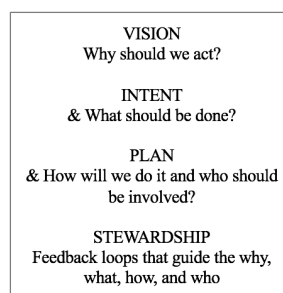 VISION
Why should we act?
INTENT
& What should be done?
PLAN
& How will we do it and who should
be involved?
STEWARDSHIP
Feedback loops that guide the why,
what, how, and who